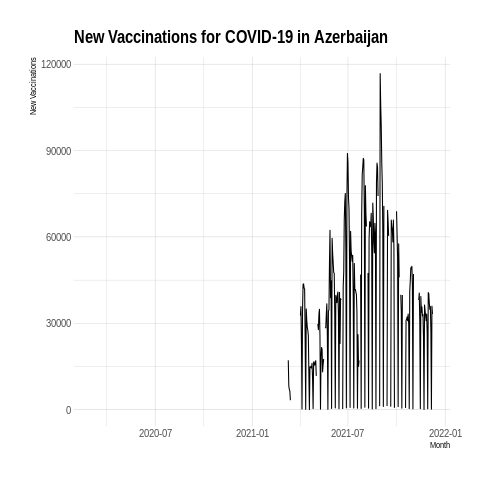 New Vaccinations for COVID-19 in Azerbaijan
New Vaccinations
120000
90000
60000
30000
0
2020-07 2021-01 2021-07 2022-01
Month